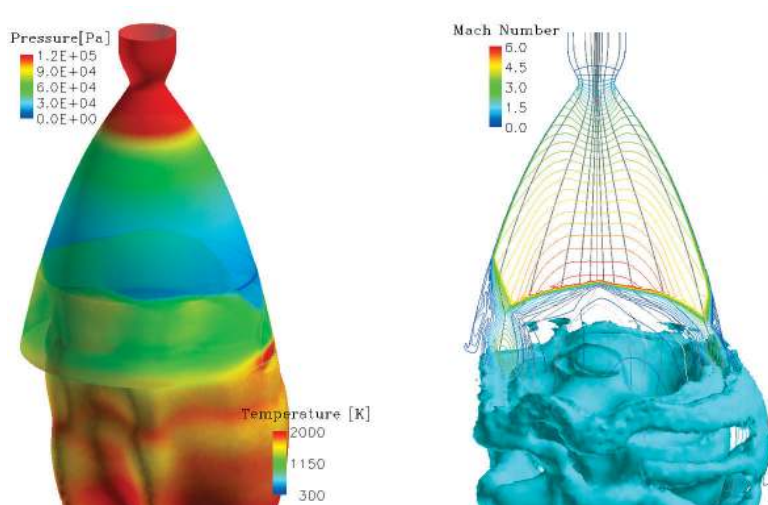 Pressure[Pa]
1.2E+05
9.0E+04
6.0E+04
3.0E+04
0.0E+00
Temperature [K]
2000
1150
300
Mach Number
6.0
4.5
3.0
1.5
0.0